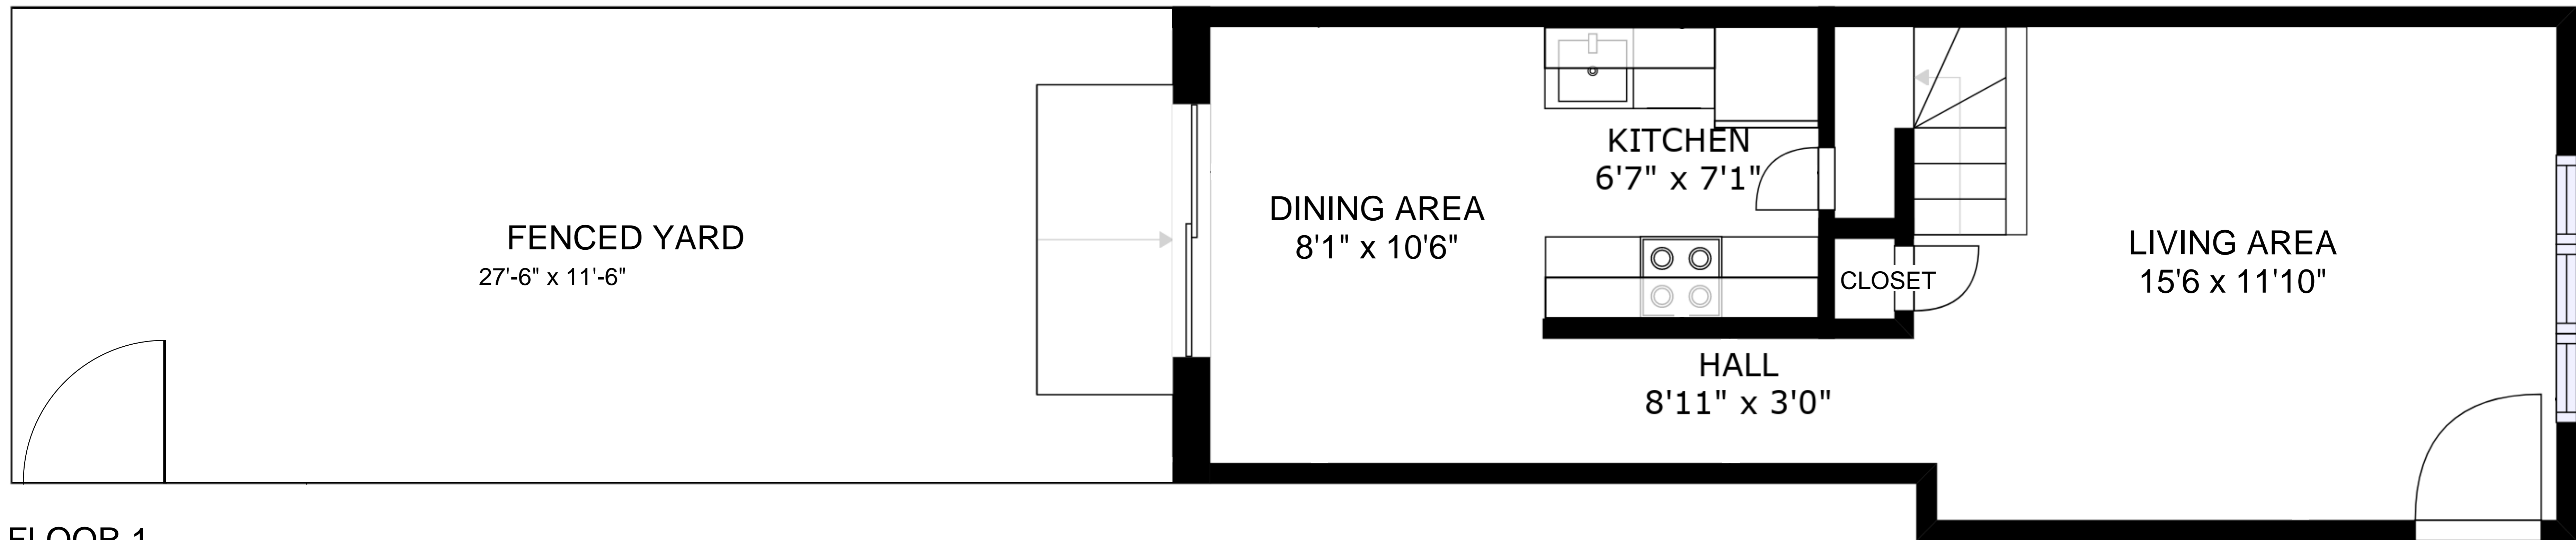 FENCED YARD
27'-6" x 11'-6"
DINING AREA
8'1" x 10'6"
KITCHEN
6'7" x 7'1"
CLOSET
HALL
8'11" x 3'0"
LIVING AREA
15'6 x 11'10"
FLOOR 1